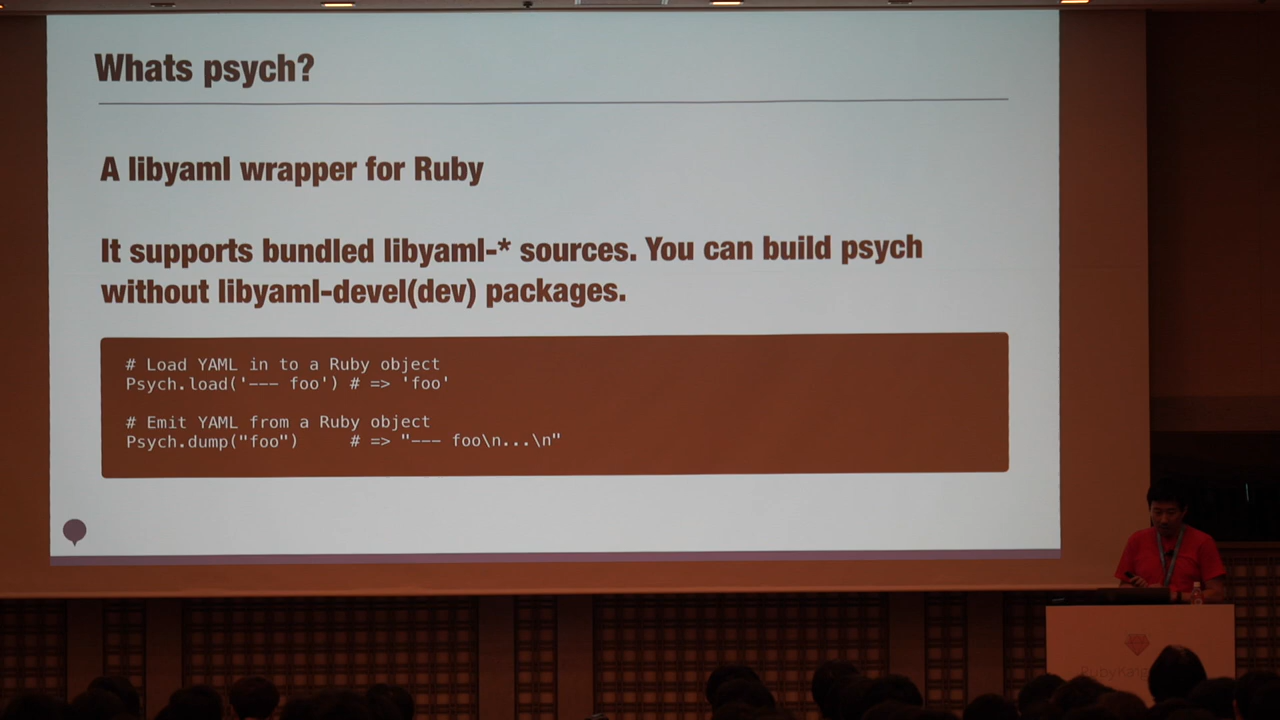 Whats psych?
A libyaml wrapper for Ruby
It supports bundled libyaml-* sources. You can build psych
without libyaml-devel(dev) packages.
# Load YAML in to a Ruby object
Psych.load('--- foo') # => 'foo'
# Emit YAML from a Ruby object
Psych.dump("foo")     # => "--- foo\n...\n"